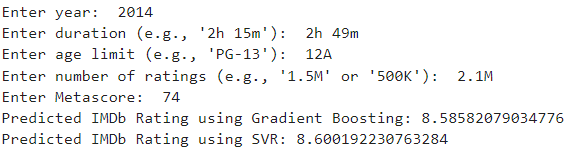 Enter year:  2014
Enter duration (e.g., '2h 15m'):  2h 49m
Enter age limit (e.g., 'PG-13'):  12A
Enter number of ratings (e.g., '1.5M' or '500K'):  2.1M
Enter Metascore:  74
Predicted IMDb Rating using Gradient Boosting: 8.58582079034776
Predicted IMDb Rating using SVR: 8.600192230763284